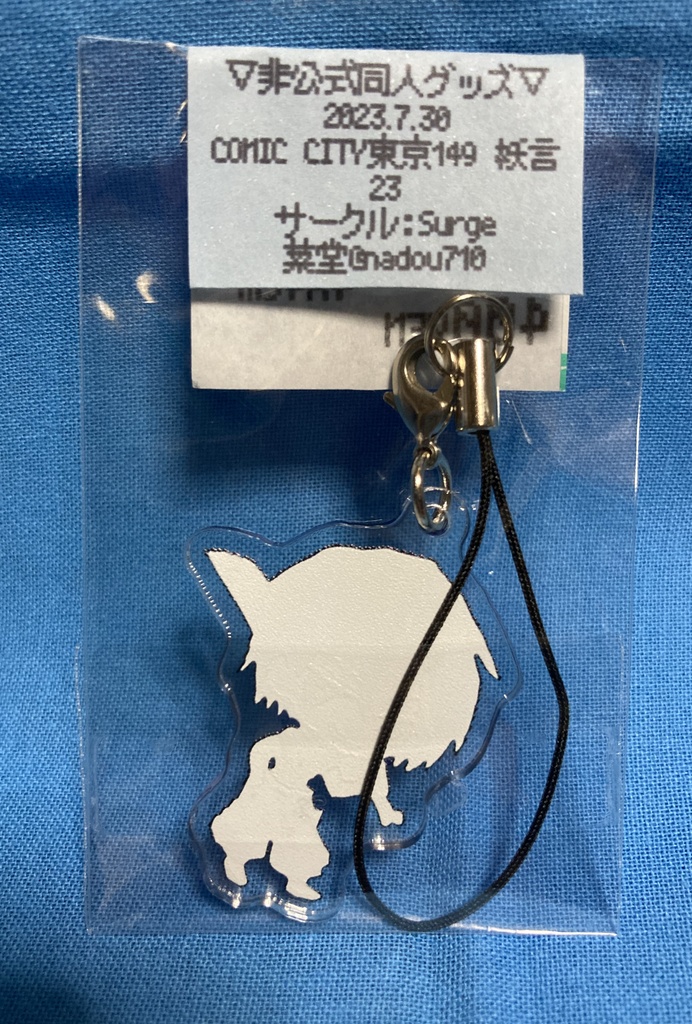 ▽非公式同人グッズ▽
2023.7.30
COMIC CITY東京149 妖言
23
サークル：Surge
菜堂@nadou710